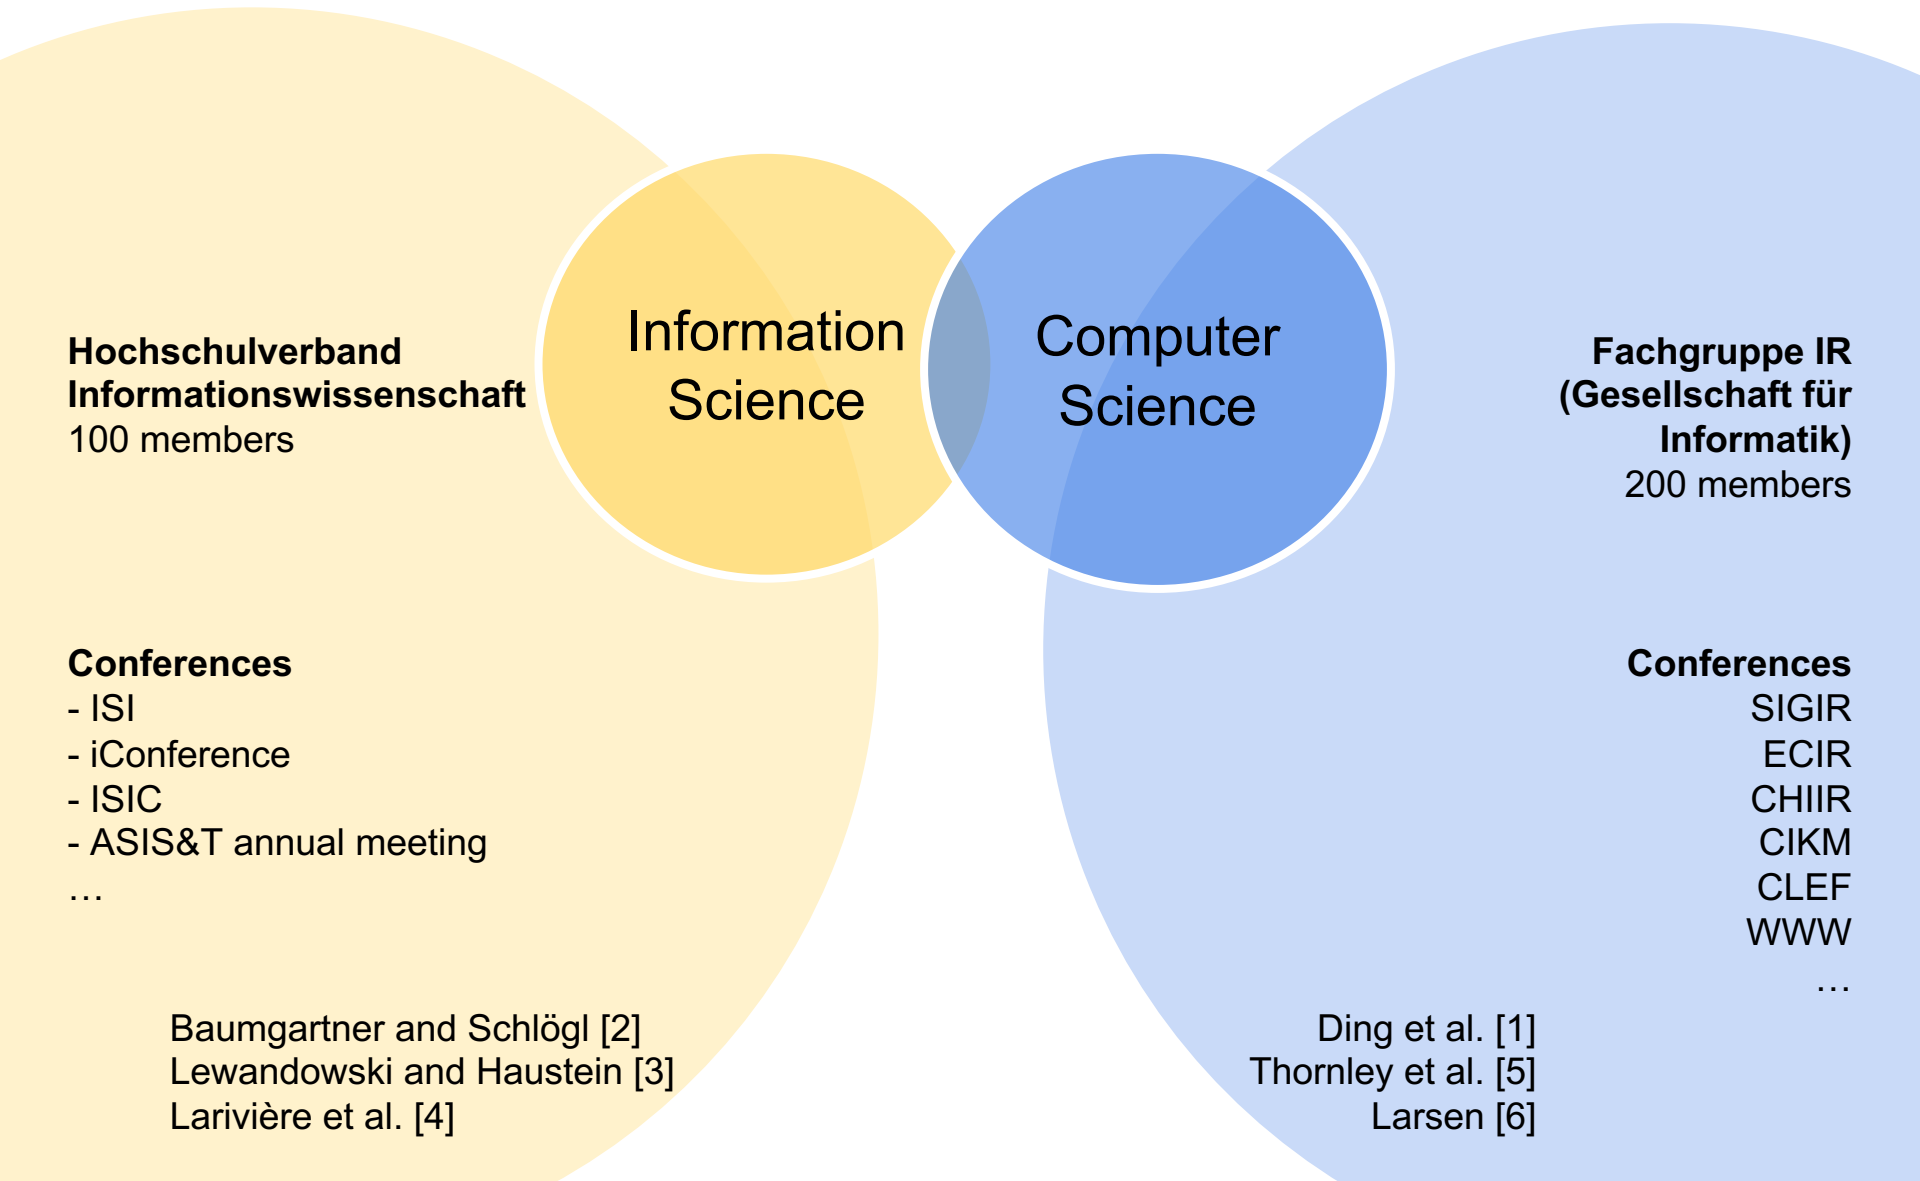 Information
Science
Computer
Science
Hochschulverband
Informationswissenschaft
100 members
Conferences
- ISI
- iConference
- ISIC
- ASIS&T annual meeting
…
Baumgartner and Schlögl [2]
Lewandowski and Haustein [3]
Larivière et al. [4]
Fachgruppe IR
(Gesellschaft für
Informatik)
200 members
Conferences
SIGIR
ECIR
CHIIR
CIKM
CLEF
WWW
…
Ding et al. [1]
Thornley et al. [5]
Larsen [6]